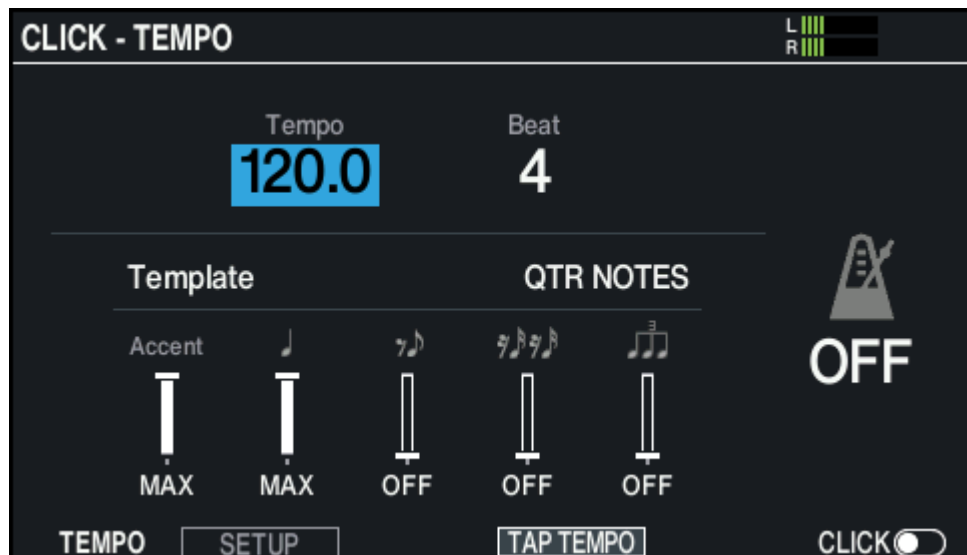 CLICK - TEMPO
L
R
Tempo Beat
120.0 4
Template QTR NOTES
OFF
Accent 3
MAX MAX OFF OFF OFF
TEMPO SETUP TAP TEMPO CLICK